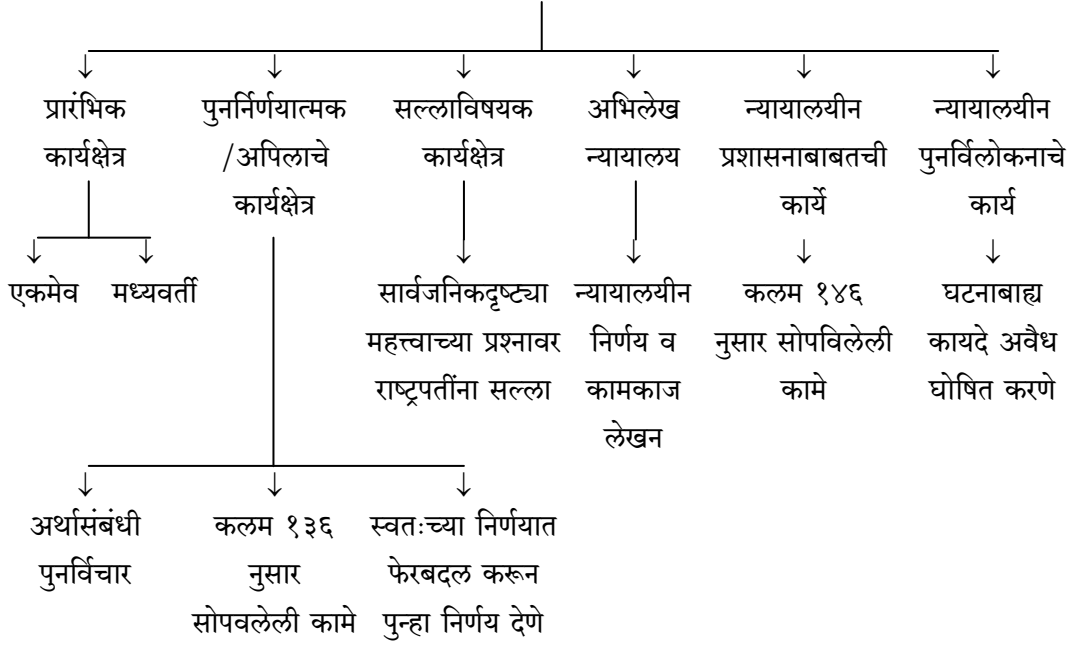 प्रारंभिक
कार्यक्षेत्र
पुनर्निर्णयात्मक
/अपिलाचे
कार्यक्षेत्र
सल्लाविषयक
कार्यक्षेत्र
अभिलेख
न्यायालय
न्यायालयीन
प्रशासनाबाबतची
कार्ये
न्यायालयीन
पुनर्विलोकनाचे
कार्य
एकमेव
मध्यवर्ती
सार्वजनिकदृष्ट्या
महत्त्वाच्या प्रश्नावर
राष्ट्रपतींना सल्ला
न्यायालयीन
निर्णय व
कामकाज
लेखन
कलम १४६
नुसार सोपविलेली
कामे
घटनाबाह्य
कायदे अवैध
घोषित करणे
अर्थासंबंधी
पुनर्विचार
कलम १३६
नुसार
सोपवलेली कामे
स्वतःच्या निर्णयात
फेरबदल करून
पुन्हा निर्णय देणे